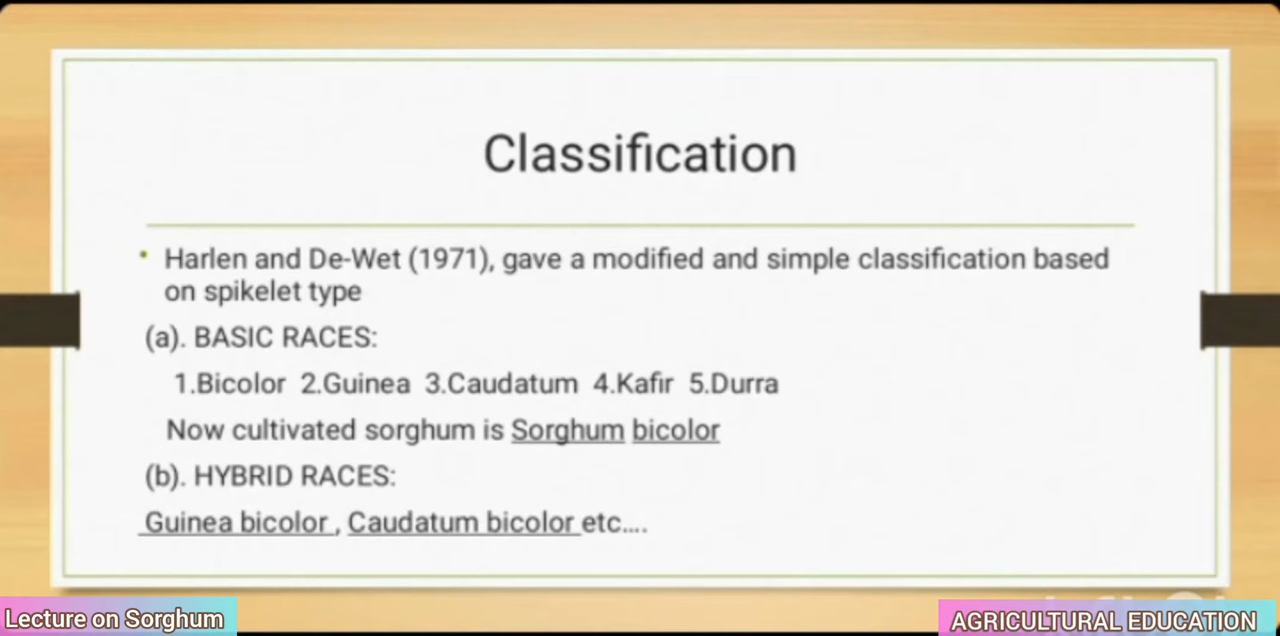 Classification
• Harlen and De-Wet (1971), gave a modified and simple classification based
on spikelet type
(a). BASIC RACES:
1.Bicolor 2.Guinea 3.Caudatum 4.Kafir 5.Durra
Now cultivated sorghum is Sorghum bicolor
(b). HYBRID RACES:
Guinea bicolor , Caudatum bicolor etc....
Lecture on Sorghum
AGRICULTURAL EDUCATION